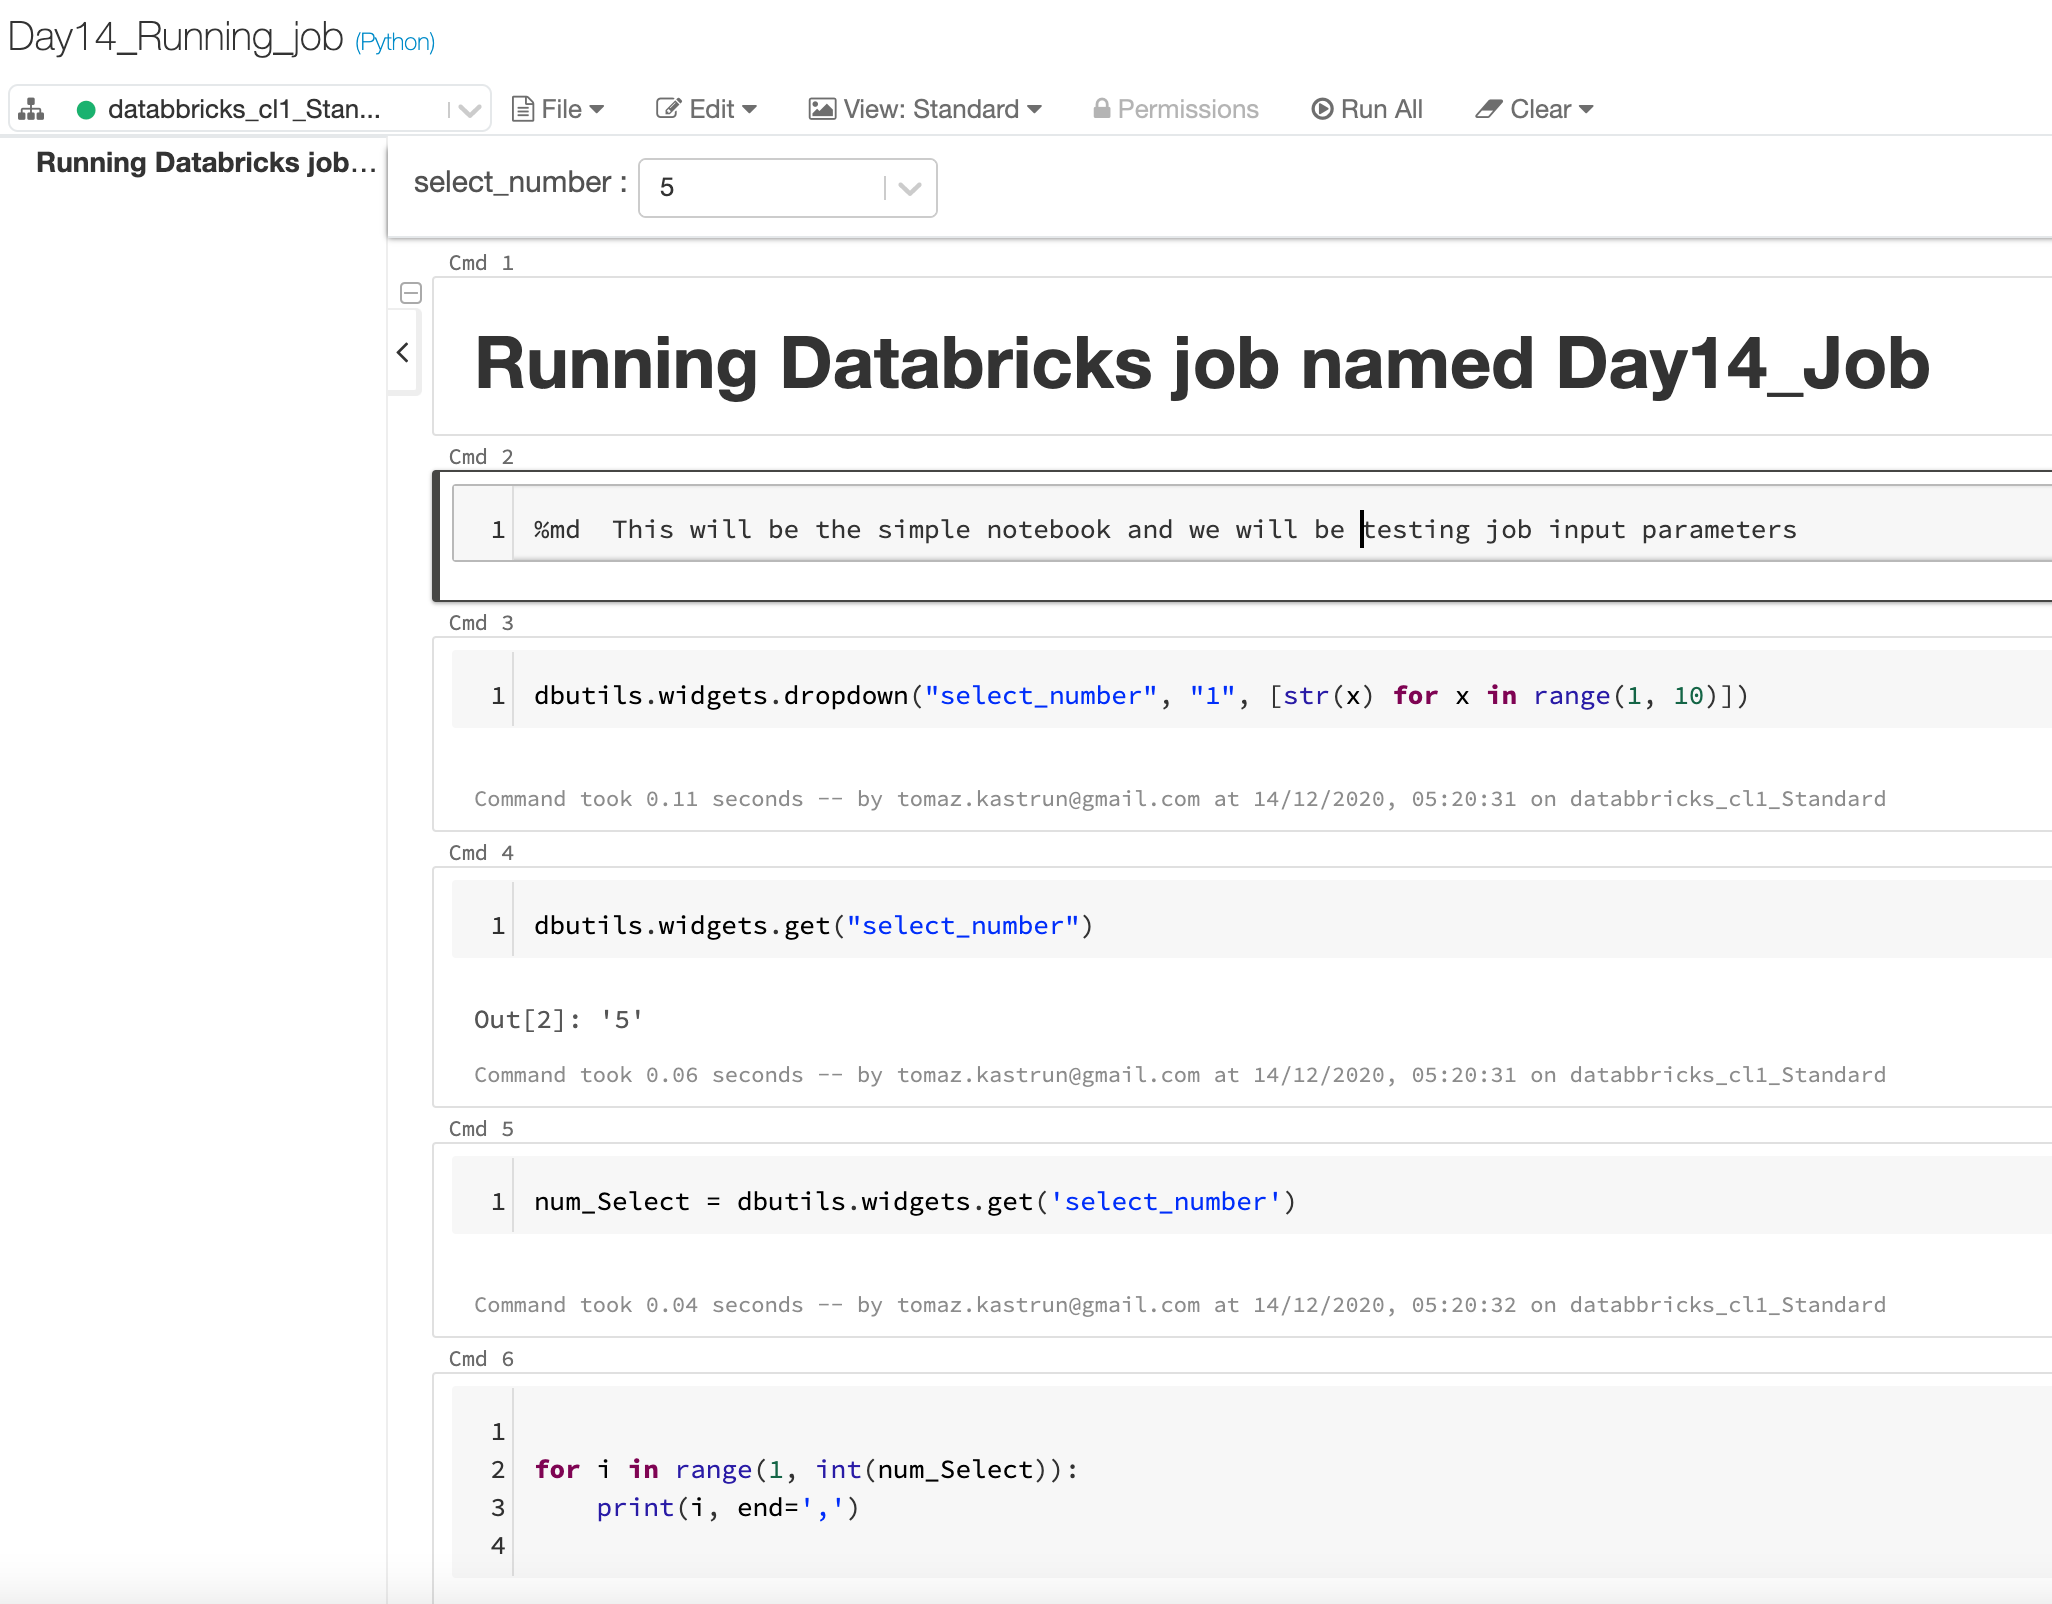 Day14_Running_job (Python)
databbricks_cl1_Stan... File Edit View: Standard Permissions Run All Clear
Running Databricks job...
select_number : 5
Cmd 1
Running Databricks job named Day14_Job
Cmd 2
1 %md  This will be the simple notebook and we will be testing job input parameters
Cmd 3
1 dbutils.widgets.dropdown("select_number", "1", [str(x) for x in range(1, 10)])
Command took 0.11 seconds -- by tomaz.kastrun@gmail.com at 14/12/2020, 05:20:31 on databbricks_cl1_Standard
Cmd 4
1 dbutils.widgets.get("select_number")
Out[2]: '5'
Command took 0.06 seconds -- by tomaz.kastrun@gmail.com at 14/12/2020, 05:20:31 on databbricks_cl1_Standard
Cmd 5
1 num_Select = dbutils.widgets.get('select_number')
Command took 0.04 seconds -- by tomaz.kastrun@gmail.com at 14/12/2020, 05:20:32 on databbricks_cl1_Standard
Cmd 6
1
2 for i in range(1, int(num_Select)):
3     print(i, end=',')
4